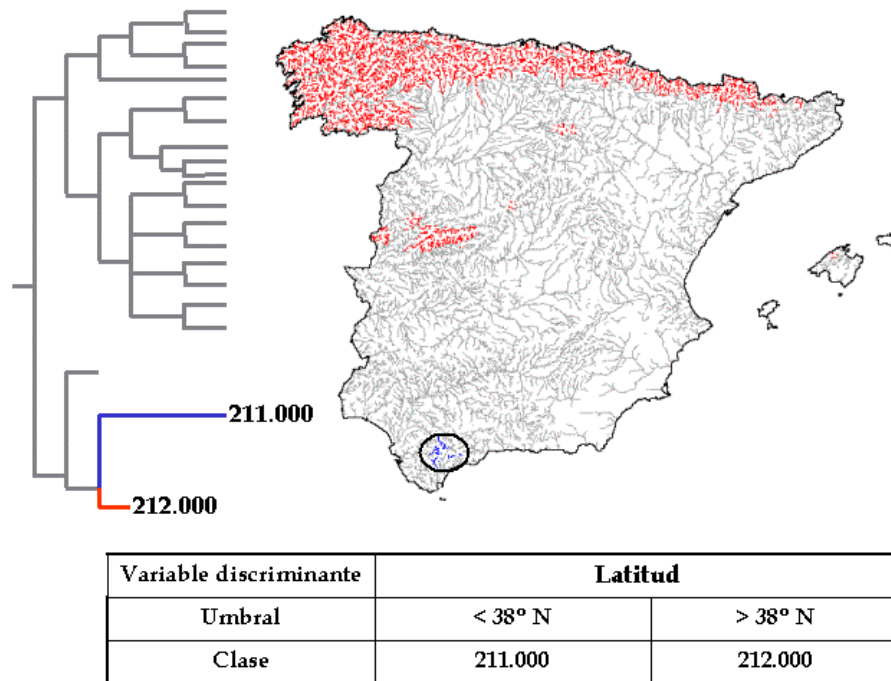 211.000
212.000
Variable discriminante Latitud
Umbral < 38º N > 38º N
Clase 211.000 212.000